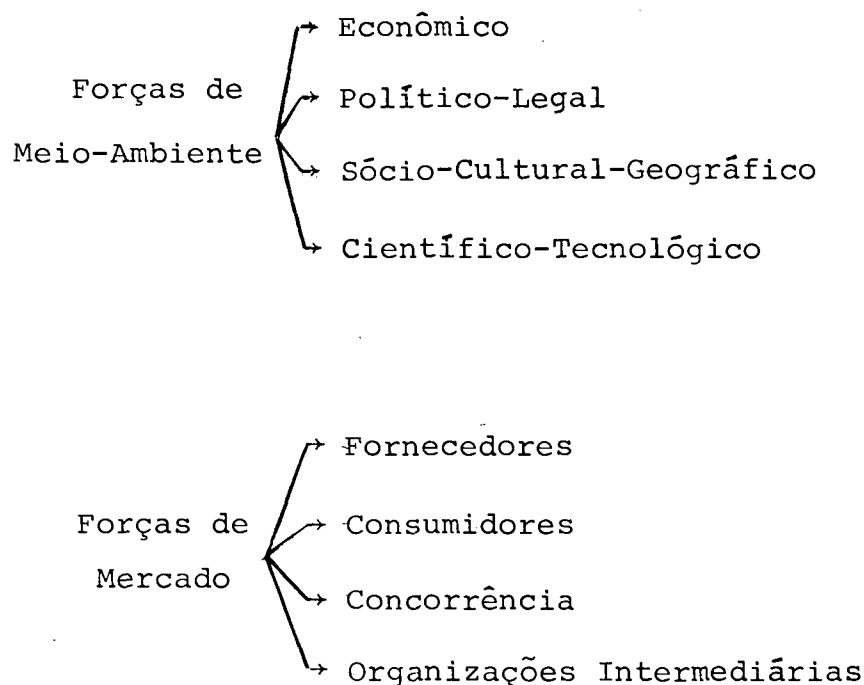 Forças de
Meio-Ambiente
Econômico
Político-Legal
Sócio-Cultural-Geográfico
Científico-Tecnológico
Forças de
Mercado
Fornecedores
Consumidores
Concorrência
Organizações Intermediárias